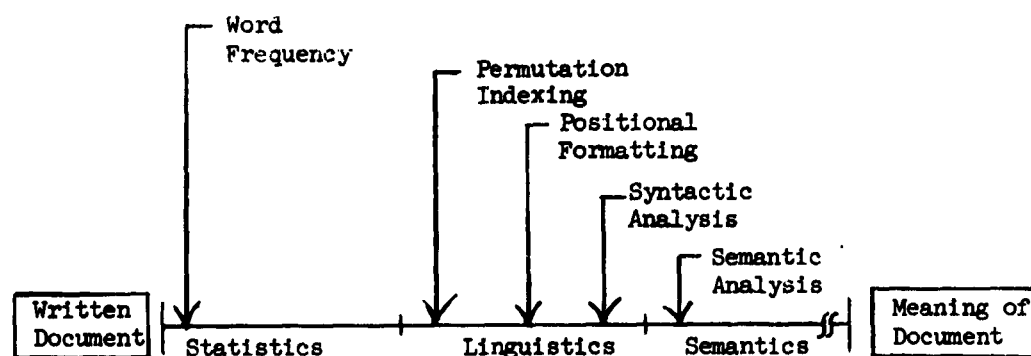 Word
Frequency
Permutation
Indexing
Positional
Formatting
Syntactic
Analysis
Semantic
Analysis
Written
Document
Statistics
Linguistics
Semantics
Meaning of
Document